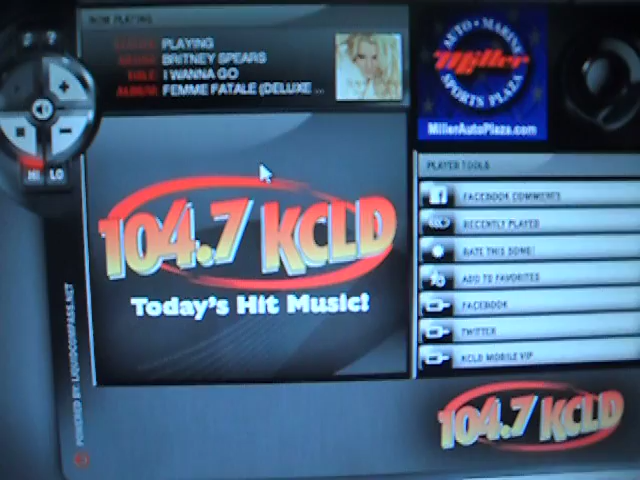 NOW PLAYING
STATUS: PLAYING
ARTIST: BRITNEY SPEARS
TITLE: I WANNA GO
ALBUM: FEMME FATALE (DELUXE ...
HI LO
104.7 KCLD
Today's Hit Music!
POWERED BY: LIQUIDCOMPASS.NET
AUTO • MARINE
Miller
SPORTS PLAZA
MillerAutoPlaza.com
PLAYER TOOLS
FACEBOOK COMMENTS
RECENTLY PLAYED
RATE THIS SONG!
ADD TO FAVORITES
FACEBOOK
TWITTER
KCLD MOBILE VIP
104.7 KCLD